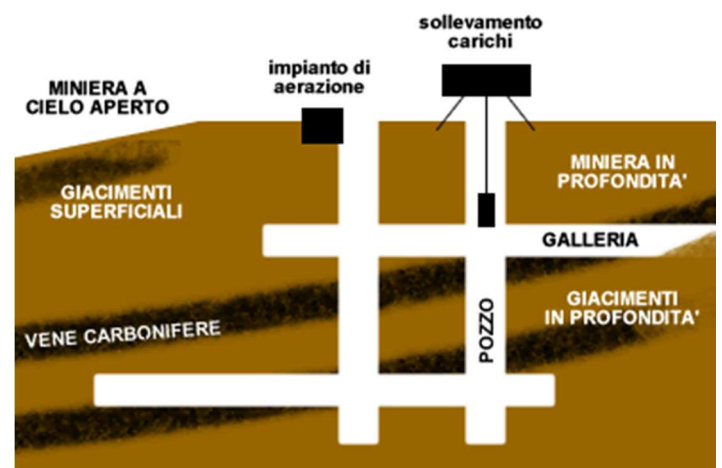 sollevamento
carichi
impianto di
aerazione
MINIERA A
CIELO APERTO
MINIERA IN
PROFONDITA'
GIACIMENTI
SUPERFICIALI
GALLERIA
GIACIMENTI
IN PROFONDITA'
VENE CARBONIFERE
POZZO